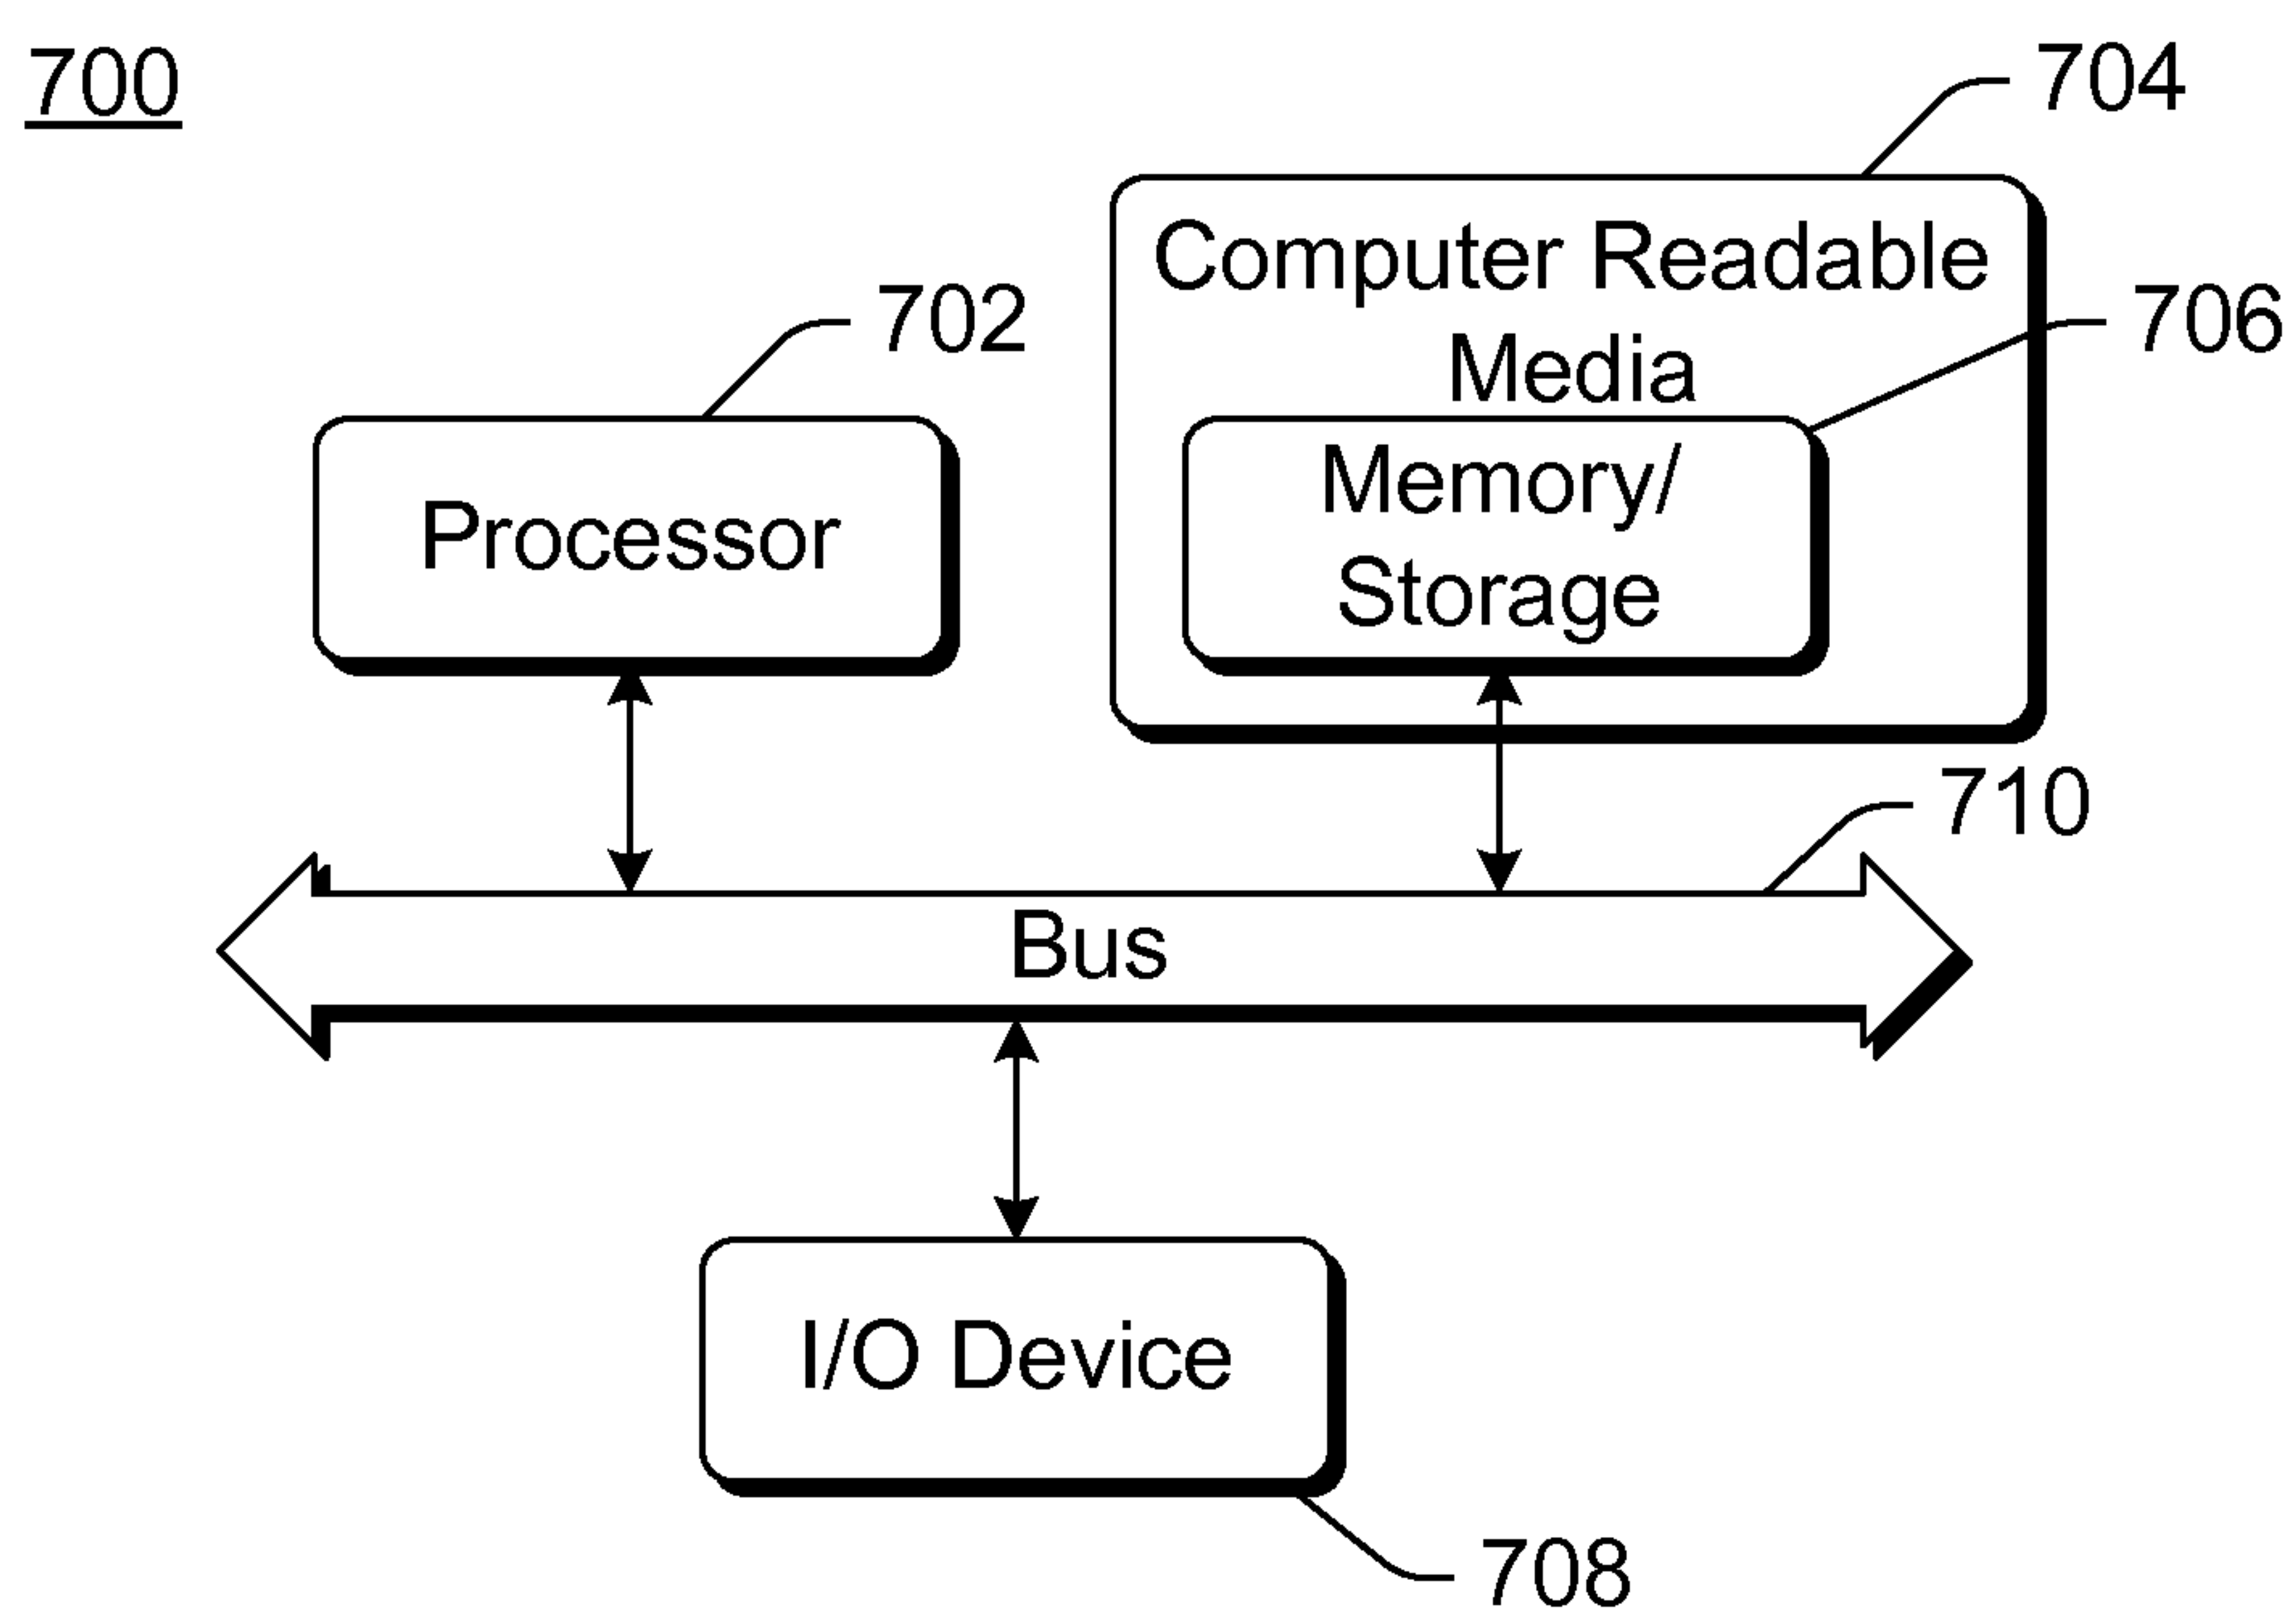 700
704
Computer Readable
Media
702
706
Processor
Memory/
Storage
710
Bus
I/O Device
708